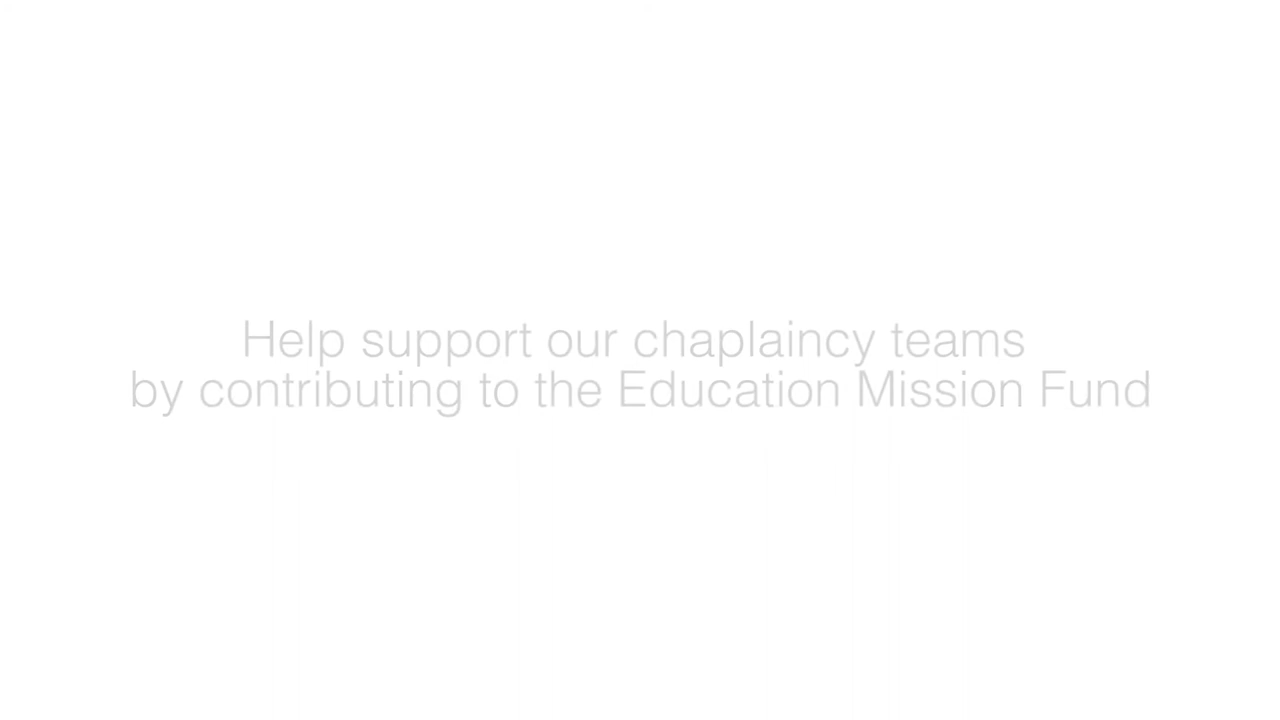 Help support our chaplaincy teams
by contributing to the Education Mission Fund